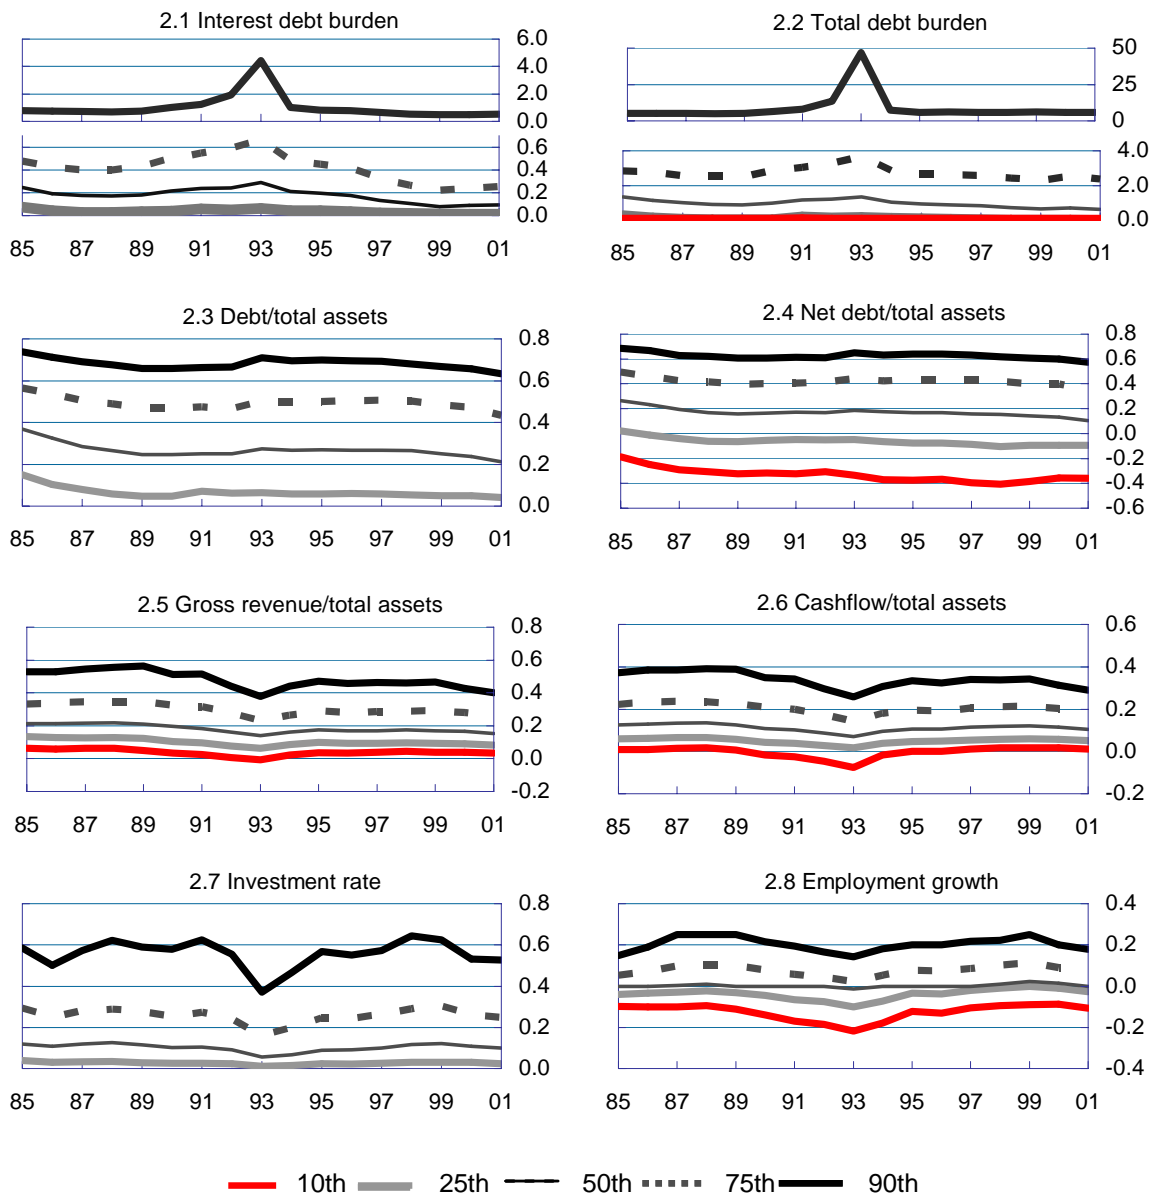 2.1 Interest debt burden
6.0
4.0
2.0
0.0
0.6
0.4
0.2
0.0
85 87 89 91 93 95 97 99 01
2.2 Total debt burden
50
25
0
4.0
2.0
0.0
85 87 89 91 93 95 97 99 01
2.3 Debt/total assets
0.8
0.6
0.4
0.2
0.0
85 87 89 91 93 95 97 99 01
2.4 Net debt/total assets
0.8
0.6
0.4
0.2
0.0
-0.2
-0.4
-0.6
85 87 89 91 93 95 97 99 01
2.5 Gross revenue/total assets
0.8
0.6
0.4
0.2
0.0
-0.2
85 87 89 91 93 95 97 99 01
2.6 Cashflow/total assets
0.6
0.4
0.2
0.0
-0.2
85 87 89 91 93 95 97 99 01
2.7 Investment rate
0.8
0.6
0.4
0.2
0.0
85 87 89 91 93 95 97 99 01
2.8 Employment growth
0.4
0.2
0.0
-0.2
-0.4
85 87 89 91 93 95 97 99 01
10th 25th 50th 75th 90th